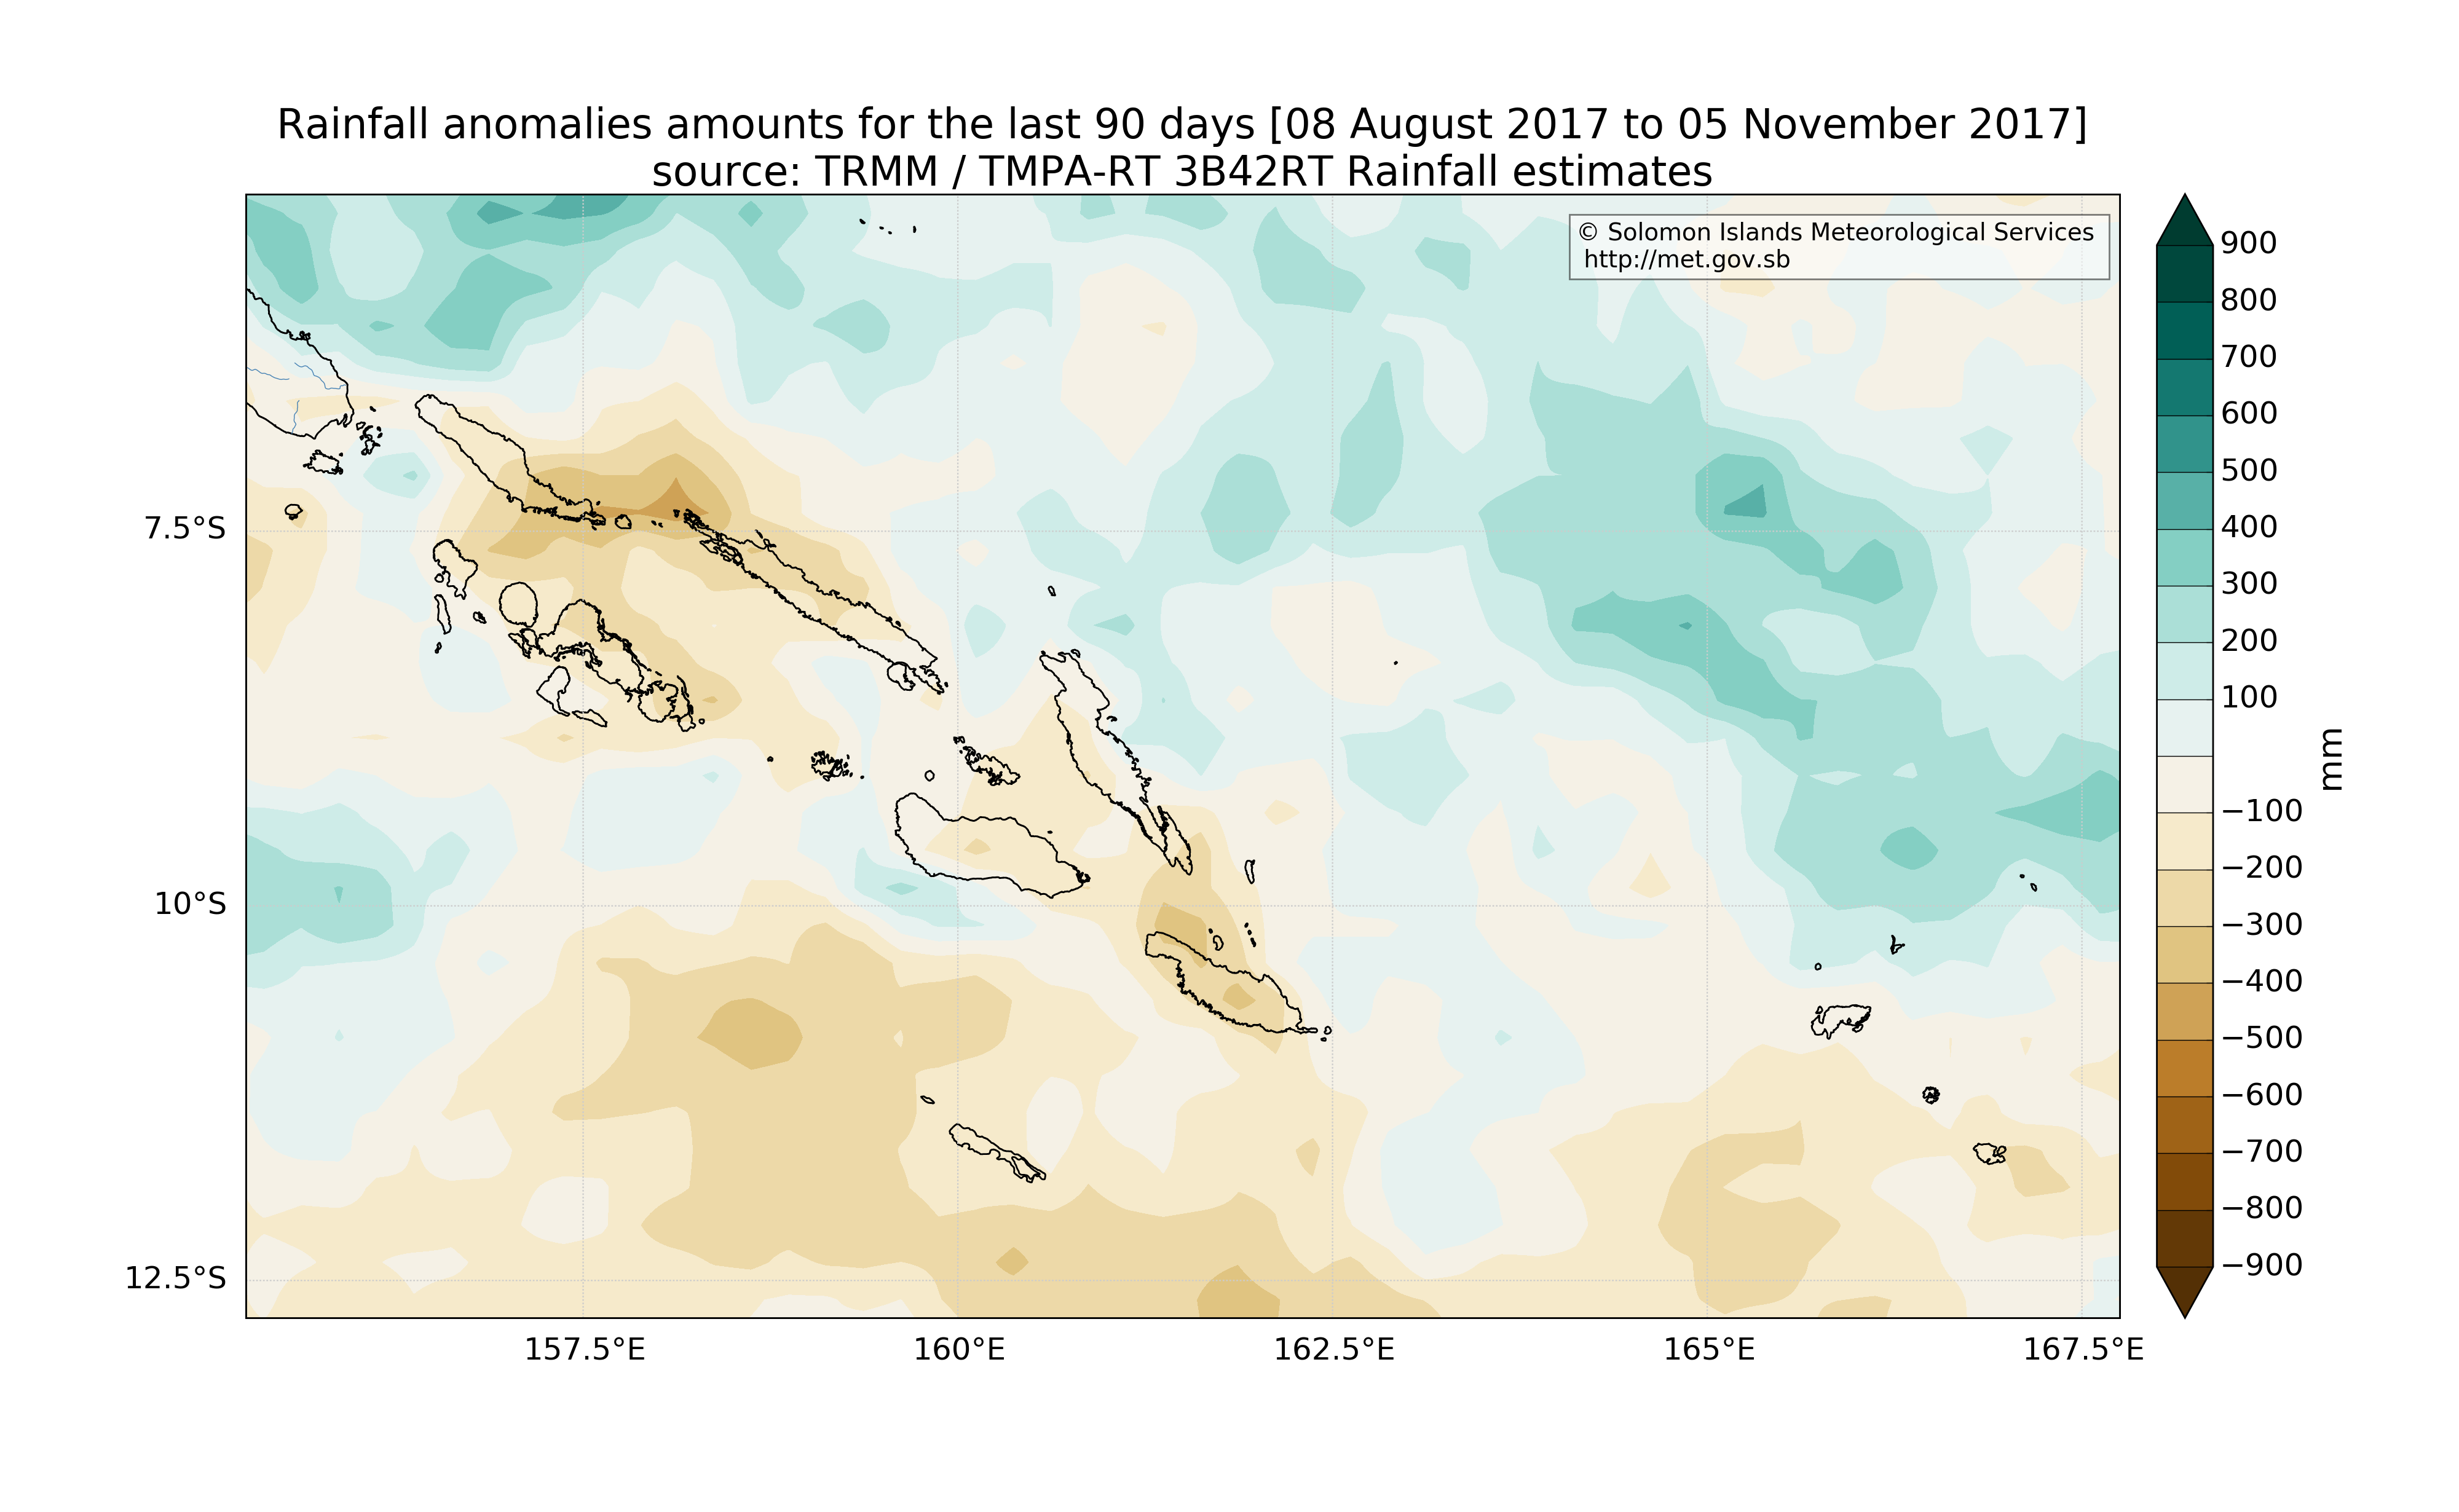 Rainfall anomalies amounts for the last 90 days [08 August 2017 to 05 November 2017]
source: TRMM / TMPA-RT 3B42RT Rainfall estimates
© Solomon Islands Meteorological Services
http://met.gov.sb
7.5°S
10°S
12.5°S
157.5°E
160°E
162.5°E
165°E
167.5°E
900
800
700
600
500
400
300
200
100
−100
−200
−300
−400
−500
−600
−700
−800
−900
mm